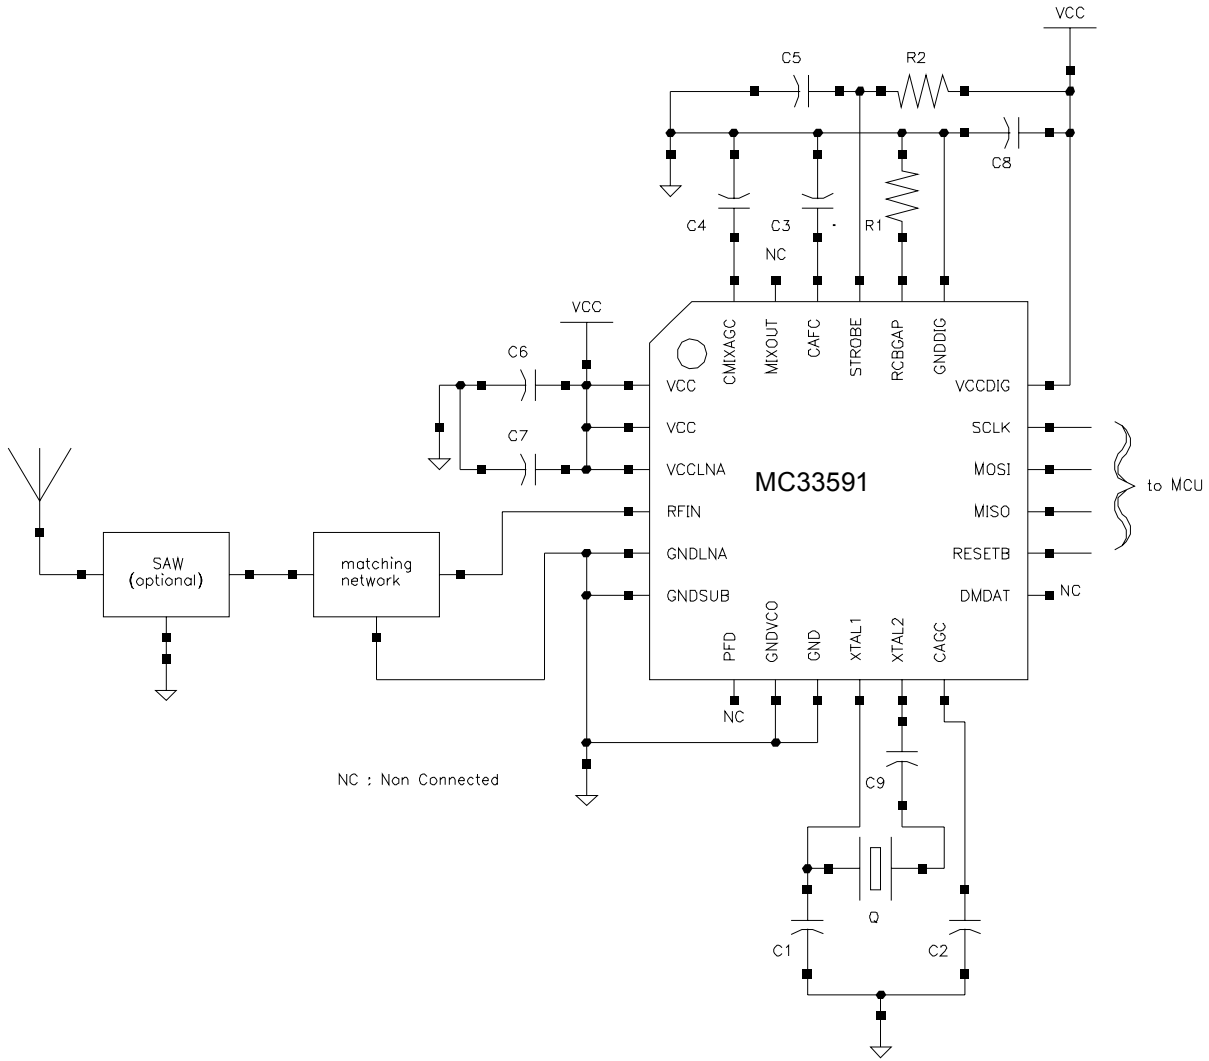 VCC
C5
R2
C8
C4
C3
R1
NC
VCC
CMIXAGC
MIXOUT
CAFC
STROBE
RCBGAP
GNDDIG
C6
VCC
VCCDIG
VCC
SCLK
C7
VCCLNA
MOSI
MC33591
to MCU
RFIN
MISO
GNDLNA
RESETB
SAW
(optional)
matching
network
GNDSUB
DMDAT
NC
PFD
GNDVCO
GND
XTAL1
XTAL2
CAGC
NC
NC : Non Connected
C9
Q
C1
C2